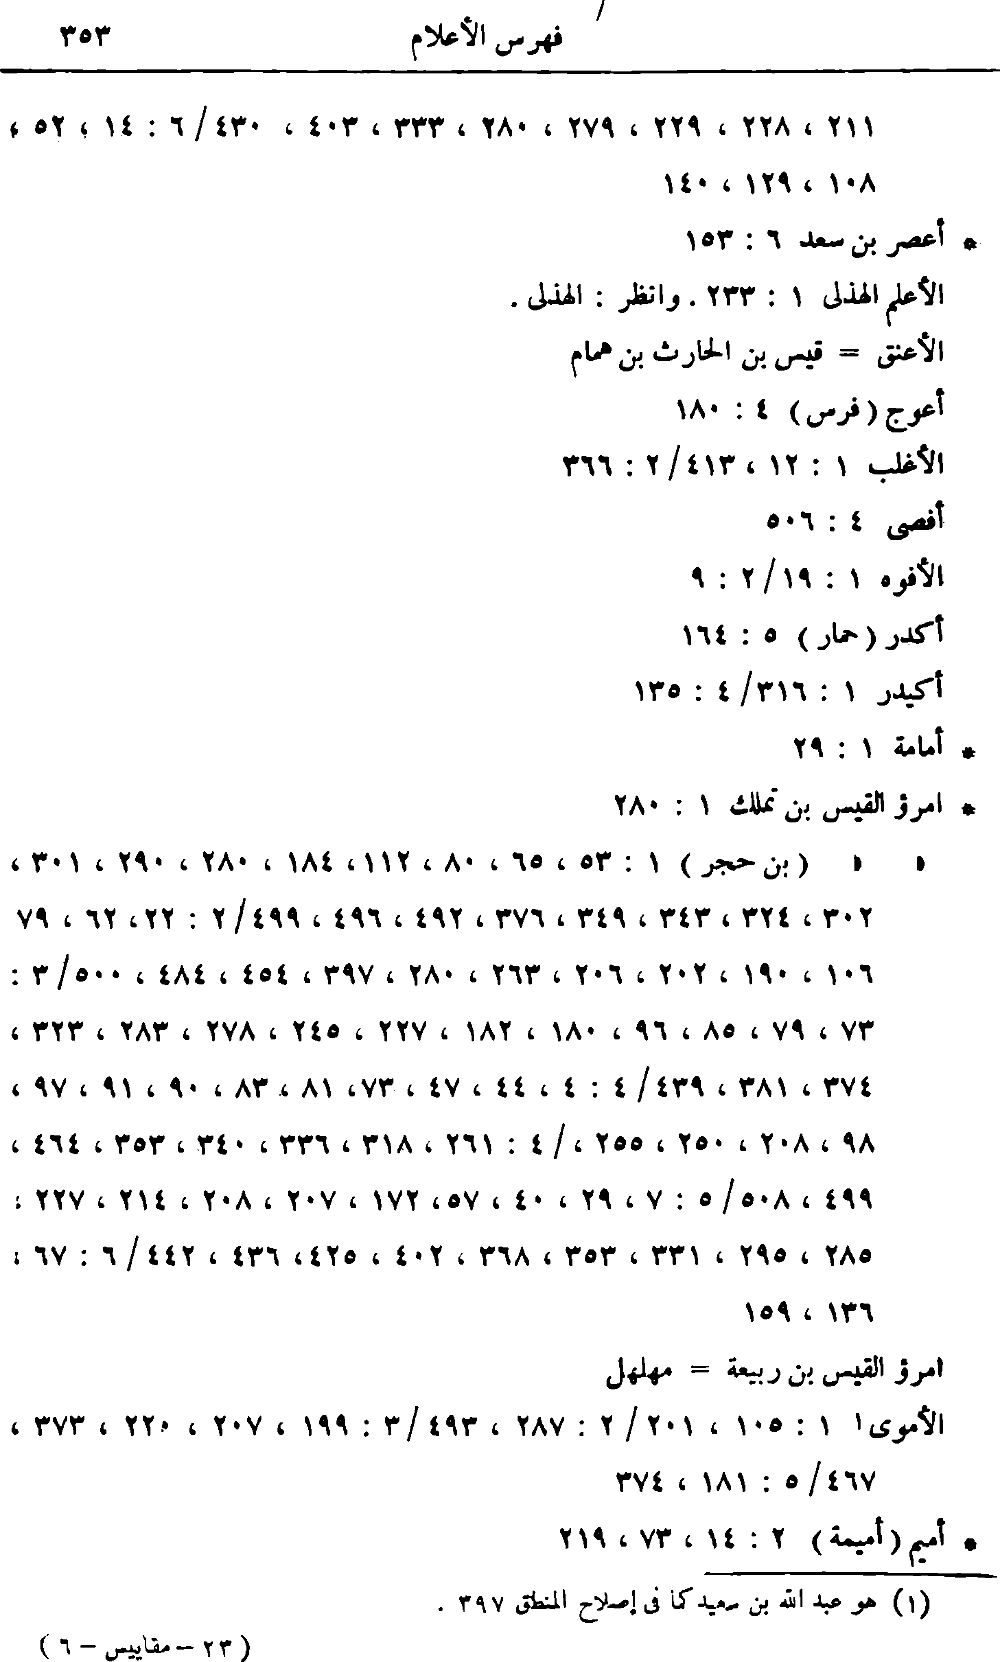 فهرس الأعلام ٣٥٣
٢١١ ، ٢٢٨ ، ٢٢٩ ، ٢٧٩ ، ٢٨٠ ، ٣٣٣ ، ٤٠٣ ، ٤٣٠/ ٦ : ١٤ ، ٥٢ ،
١٠٨ ، ١٢٩ ، ١٤٠
* أعصر بن سعد ٦ : ١٥٣
الأعلم الهذلى ١ : ٢٣٣ . وانظر : الهذلى .
الأعنق = قيس بن الحارث بن همام
أعوج ( فرس ) ٤ : ١٨٠
الأغلب ١ : ١٢ ، ٤١٣/ ٢ : ٣٦٦
أفصى ٤ : ٥٠٦
الأفوه ١ : ١٩/ ٢ : ٩
أكدر ( حمار ) ٥ : ١٦٤
أكيدر ١ : ٣١٦/ ٤ : ١٣٥
* أمامة ١ : ٢٩
* امرؤ القيس بن تملك ١ : ٢٨٠
» » ( بن حجر ) ١ : ٥٣ ، ٦٥ ، ٨٠ ، ١١٢ ، ١٨٤ ، ٢٨٠ ، ٢٩٠ ، ٣٠١ ،
٣٠٢ ، ٣٢٤ ، ٣٤٣ ، ٣٤٩ ، ٣٧٦ ، ٤٩٢ ، ٤٩٦ ، ٤٩٩/ ٢ : ٢٢ ، ٦٢ ، ٧٩
١٠٦ ، ١٩٠ ، ٢٠٢ ، ٢٠٦ ، ٢٦٣ ، ٢٨٠ ، ٣٩٧ ، ٤٥٤ ، ٤٨٤ ، ٥٠٠/ ٣ :
٧٣ ، ٧٩ ، ٨٥ ، ٩٦ ، ١٨٠ ، ١٨٢ ، ٢٢٧ ، ٢٤٥ ، ٢٧٨ ، ٢٨٣ ، ٣٢٣ ،
٣٧٤ ، ٣٨١ ، ٤٣٩/ ٤ : ٤ ، ٤٤ ، ٤٧ ، ٧٣ ، ٨١ ، ٨٣ ، ٩٠ ، ٩١ ، ٩٧ ،
٩٨ ، ٢٠٨ ، ٢٥٠ ، ٢٥٥ ، / ٤ : ٢٦١ ، ٣١٨ ، ٣٣٦ ، ٣٤٠ ، ٣٥٣ ، ٤٦٤ ،
٤٩٩ ، ٥٠٨/ ٥ : ٧ ، ٢٩ ، ٤٠ ، ٥٧ ، ١٧٢ ، ٢٠٧ ، ٢٠٨ ، ٢١٤ ، ٢٢٧ ،
٢٨٥ ، ٢٩٥ ، ٣٣١ ، ٣٥٣ ، ٣٦٨ ، ٤٠٢ ، ٤٢٥ ، ٤٣٦ ، ٤٤٢/ ٦ : ٦٧ ،
١٣٦ ، ١٥٩
امرؤ القيس بن ربيعة = مهلهل
الأموى١ ١ : ١٠٥ ، ٢٠١/ ٢ : ٢٨٧ ، ٤٩٣/ ٣ : ١٩٩ ، ٢٠٧ ، ٢٢٠ ، ٣٧٣ ،
٤٦٧/ ٥ : ١٨١ ، ٣٧٤
* أميم ( أميمة ) ٢ : ١٤ ، ٧٣ ، ٢١٩
(١) هو عبد الله بن سعيد كما فى إصلاح المنطق ٣٩٧ .
( ٢٣ – مقاييس – ٦ )